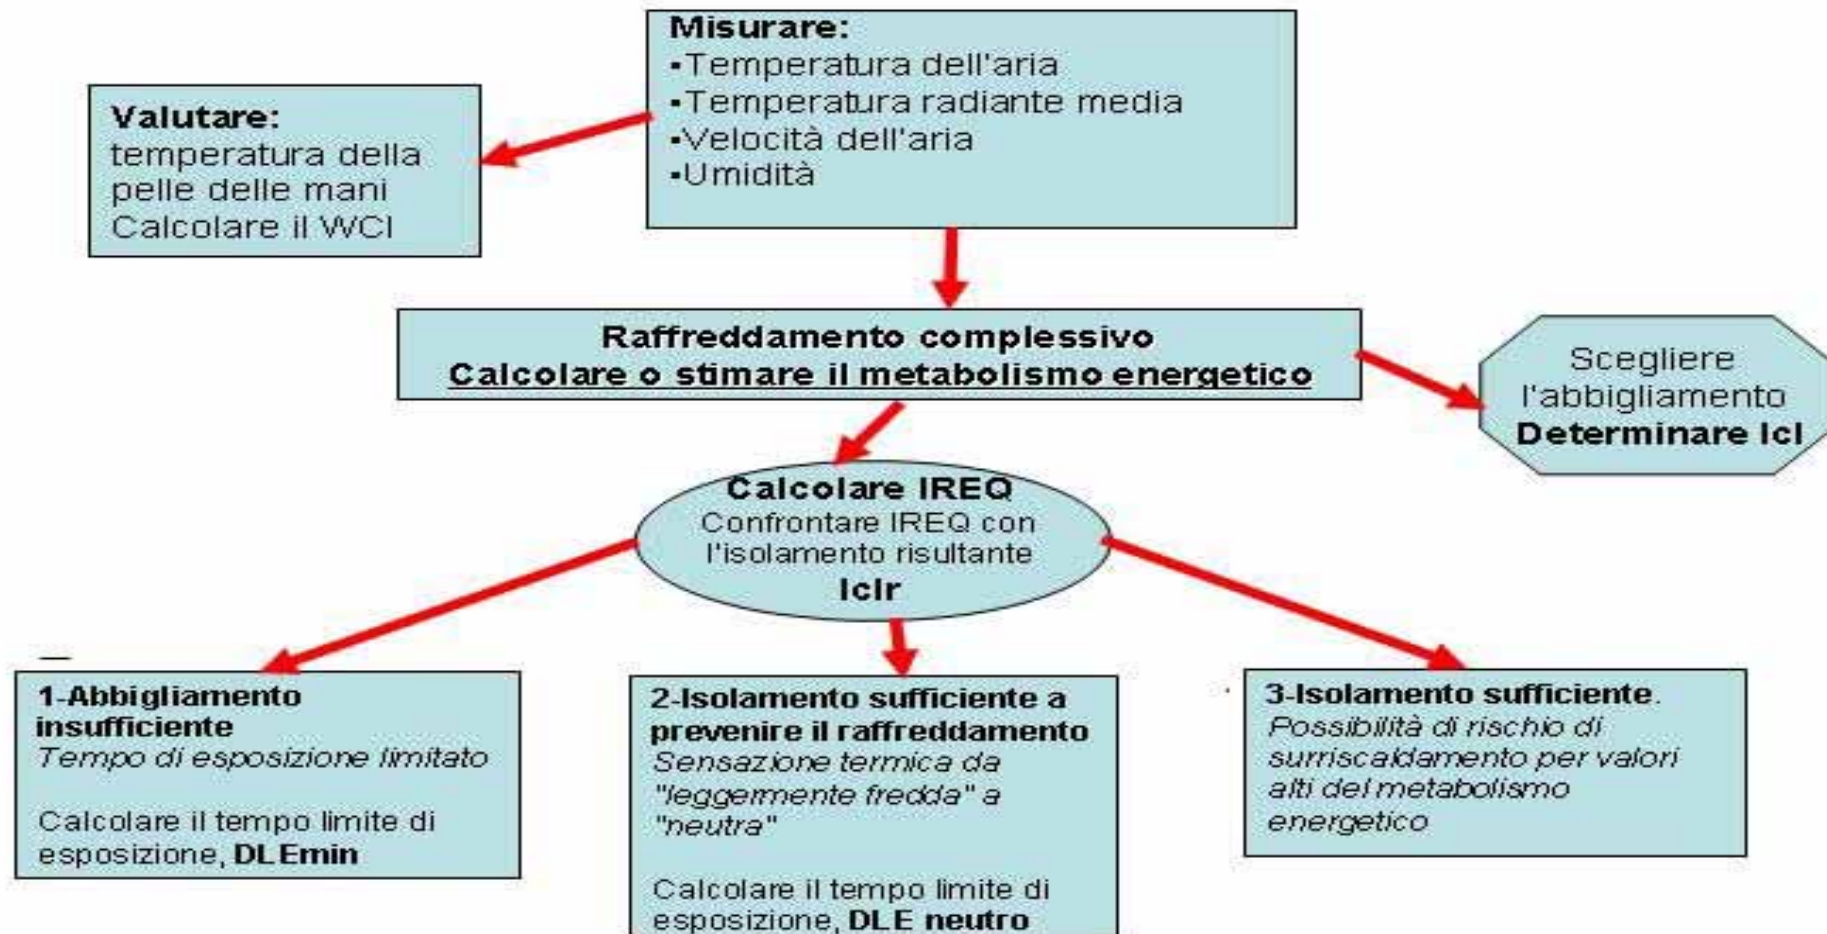 Misurare:
▪Temperatura dell'aria
▪Temperatura radiante media
▪Velocità dell'aria
▪Umidità
Valutare:
temperatura della
pelle delle mani
Calcolare il WCI
Raffreddamento complessivo
Calcolare o stimare il metabolismo energetico
Scegliere
l'abbigliamento
Determinare Icl
Calcolare IREQ
Confrontare IREQ con
l'isolamento risultante
Iclr
1-Abbigliamento
insufficiente
Tempo di esposizione limitato
Calcolare il tempo limite di
esposizione, DLEmin
2-Isolamento sufficiente a
prevenire il raffreddamento
Sensazione termica da
"leggermente fredda" a
"neutra"
Calcolare il tempo limite di
esposizione, DLE neutro
3-Isolamento sufficiente.
Possibilità di rischio di
surriscaldamento per valori
alti del metabolismo
energetico